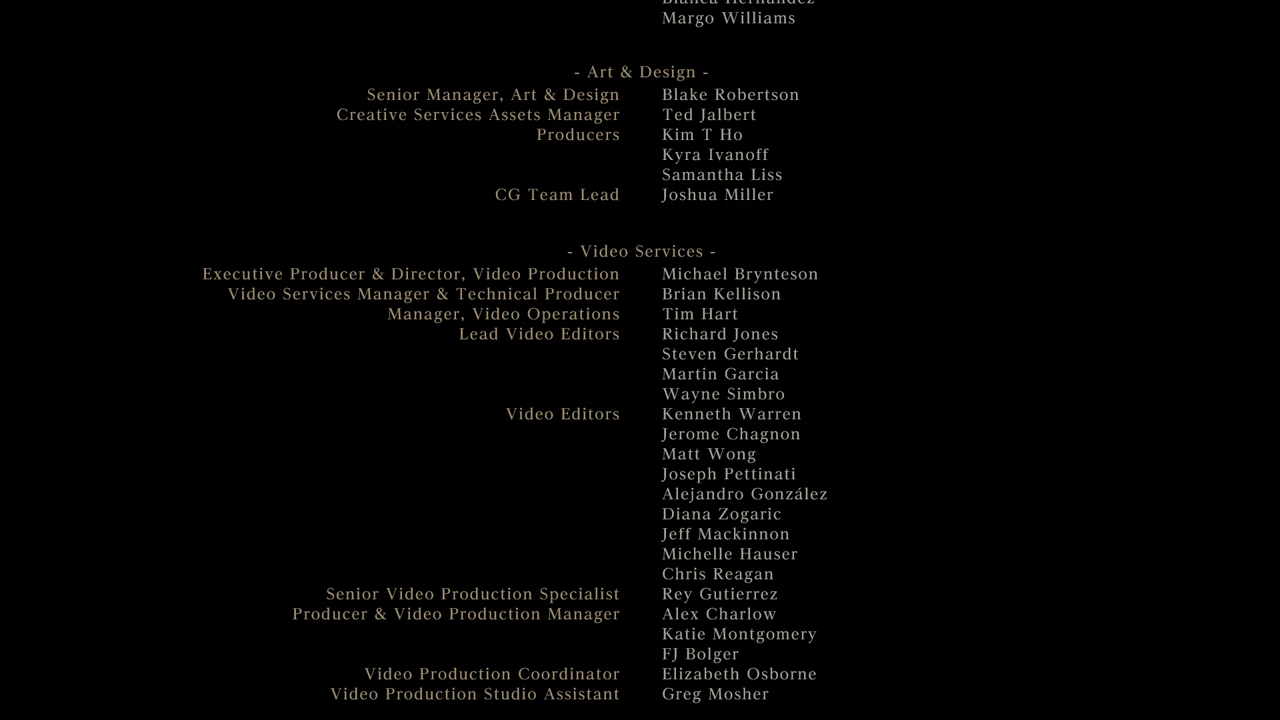 Margo Williams
- Art & Design -
Senior Manager, Art & Design Blake Robertson
Creative Services Assets Manager Ted Jalbert
Producers Kim T Ho
Kyra Ivanoff
Samantha Liss
CG Team Lead Joshua Miller
- Video Services -
Executive Producer & Director, Video Production Michael Brynteson
Video Services Manager & Technical Producer Brian Kellison
Manager, Video Operations Tim Hart
Lead Video Editors Richard Jones
Steven Gerhardt
Martin Garcia
Wayne Simbro
Video Editors Kenneth Warren
Jerome Chagnon
Matt Wong
Joseph Pettinati
Alejandro González
Diana Zogaric
Jeff Mackinnon
Michelle Hauser
Chris Reagan
Senior Video Production Specialist Rey Gutierrez
Producer & Video Production Manager Alex Charlow
Katie Montgomery
FJ Bolger
Video Production Coordinator Elizabeth Osborne
Video Production Studio Assistant Greg Mosher